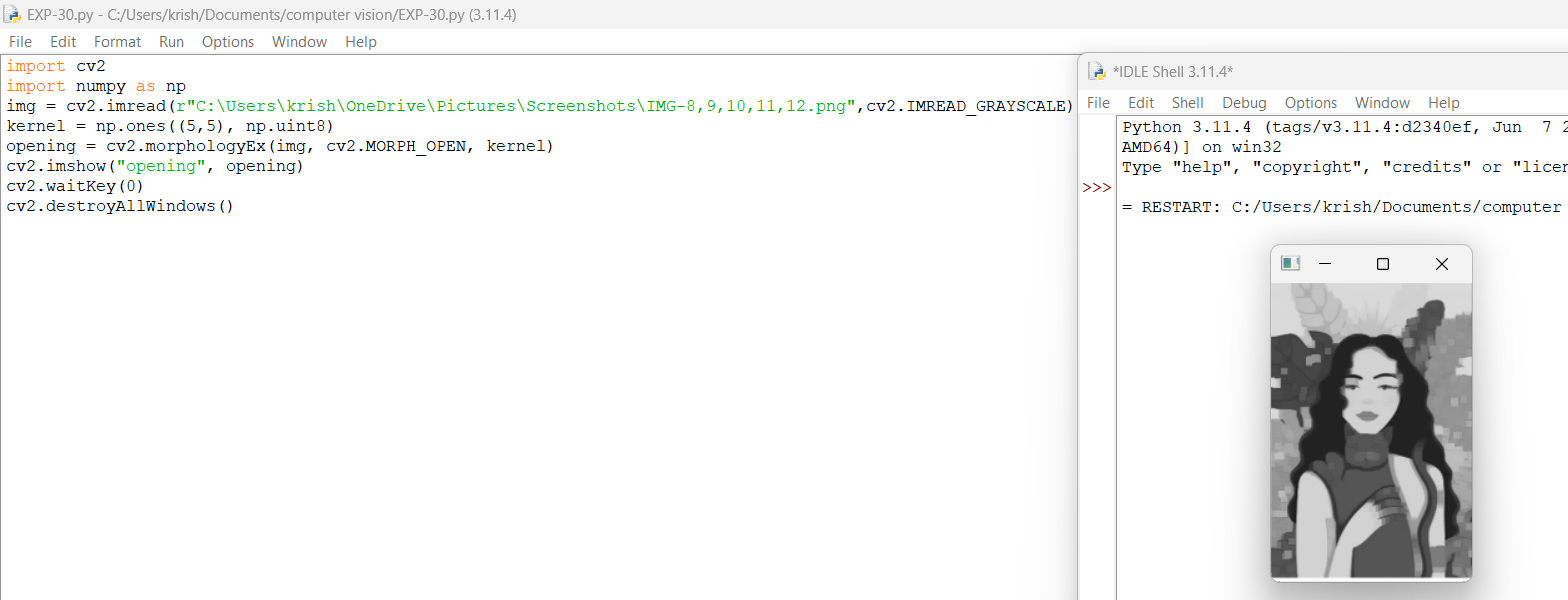 EXP-30.py - C:/Users/krish/Documents/computer vision/EXP-30.py (3.11.4)
File Edit Format Run Options Window Help
import cv2
import numpy as np
img = cv2.imread(r"C:\Users\krish\OneDrive\Pictures\Screenshots\IMG-8,9,10,11,12.png",cv2.IMREAD_GRAYSCALE)
kernel = np.ones((5,5), np.uint8)
opening = cv2.morphologyEx(img, cv2.MORPH_OPEN, kernel)
cv2.imshow("opening", opening)
cv2.waitKey(0)
cv2.destroyAllWindows()
*IDLE Shell 3.11.4*
File Edit Shell Debug Options Window Help
Python 3.11.4 (tags/v3.11.4:d2340ef, Jun  7 2
AMD64)] on win32
Type "help", "copyright", "credits" or "licen
>>>
= RESTART: C:/Users/krish/Documents/computer